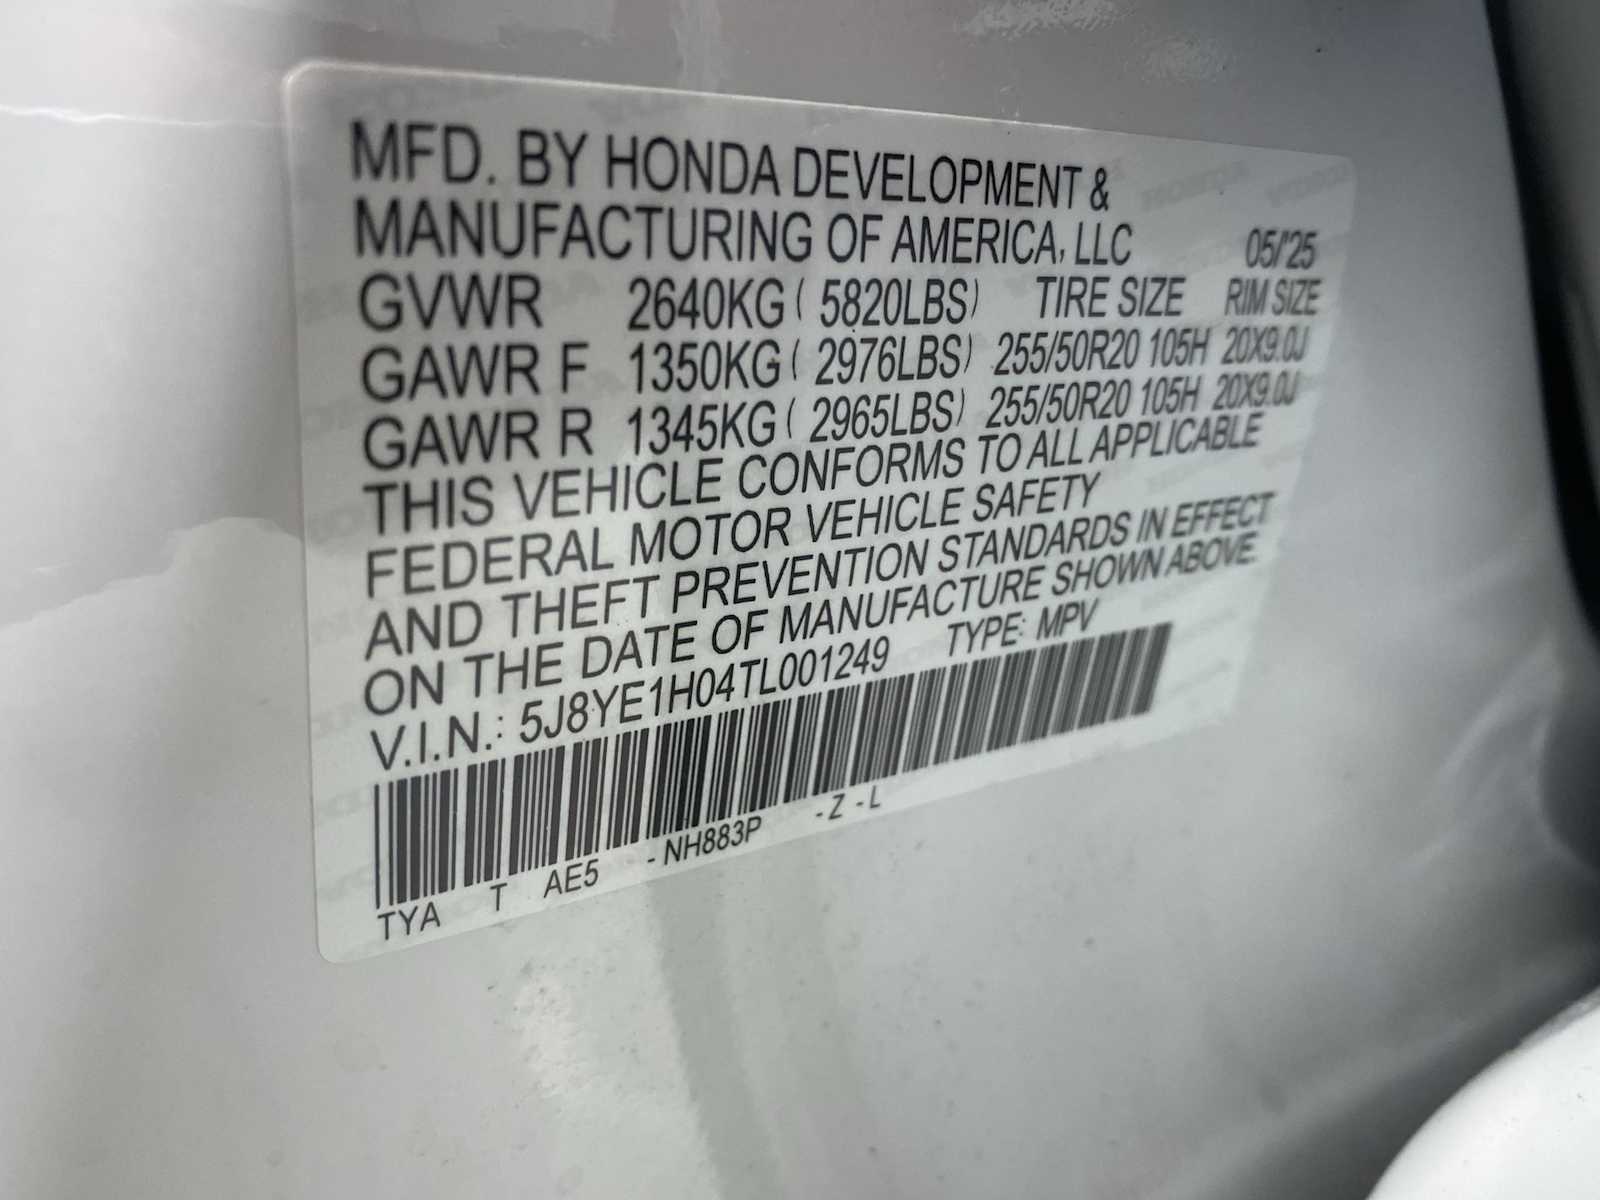 MFD. BY HONDA DEVELOPMENT &
MANUFACTURING OF AMERICA, LLC 05/'25
GVWR 2640KG ( 5820LBS) TIRE SIZE RIM SIZE
GAWR F 1350KG ( 2976LBS) 255/50R20 105H 20X9.0J
GAWR R 1345KG ( 2965LBS) 255/50R20 105H 20X9.0J
THIS VEHICLE CONFORMS TO ALL APPLICABLE
FEDERAL MOTOR VEHICLE SAFETY
AND THEFT PREVENTION STANDARDS IN EFFECT
ON THE DATE OF MANUFACTURE SHOWN ABOVE
V.I.N.: 5J8YE1H04TL001249 TYPE: MPV
TYA T AE5 - NH883P - Z - L